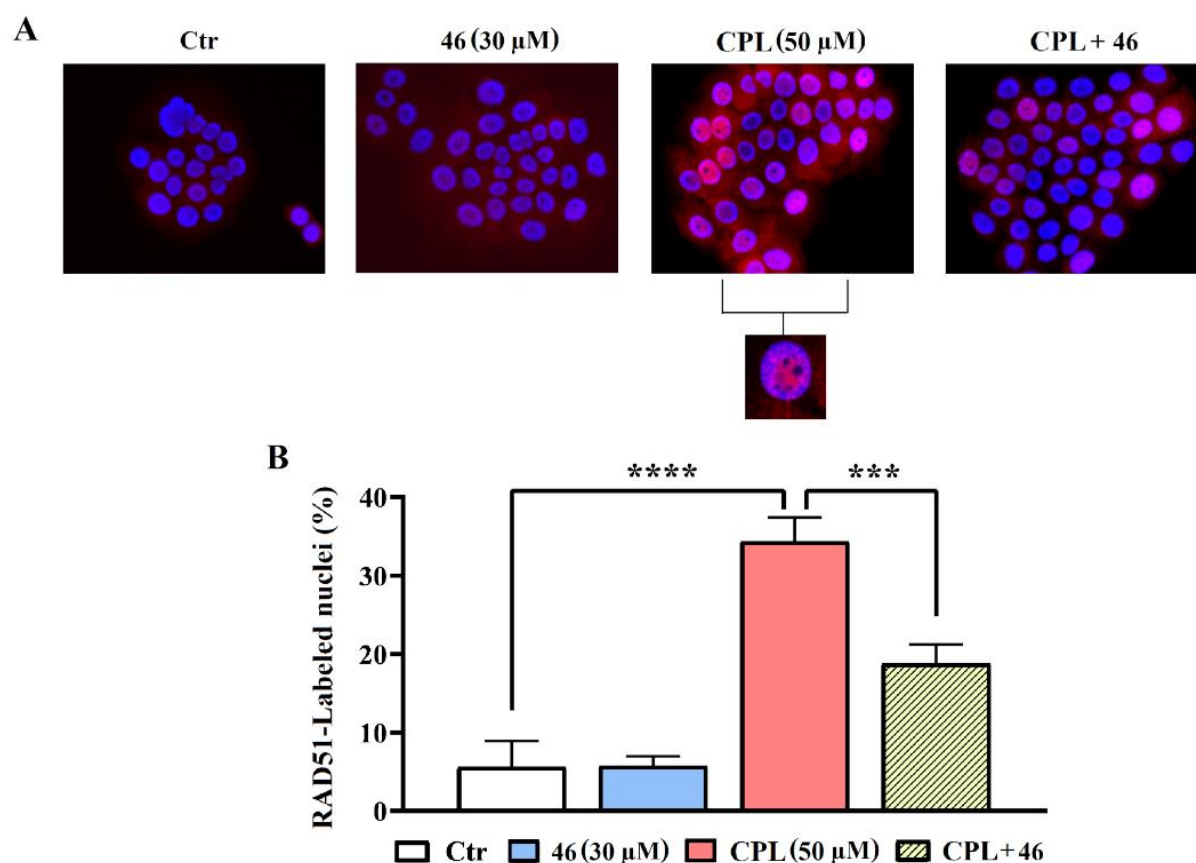 A
Ctr
46 (30 µM)
CPL (50 µM)
CPL + 46
B
**** ***
RAD51-Labeled nuclei (%)
40
30
20
10
0
Ctr 46 (30 µM) CPL (50 µM) CPL + 46